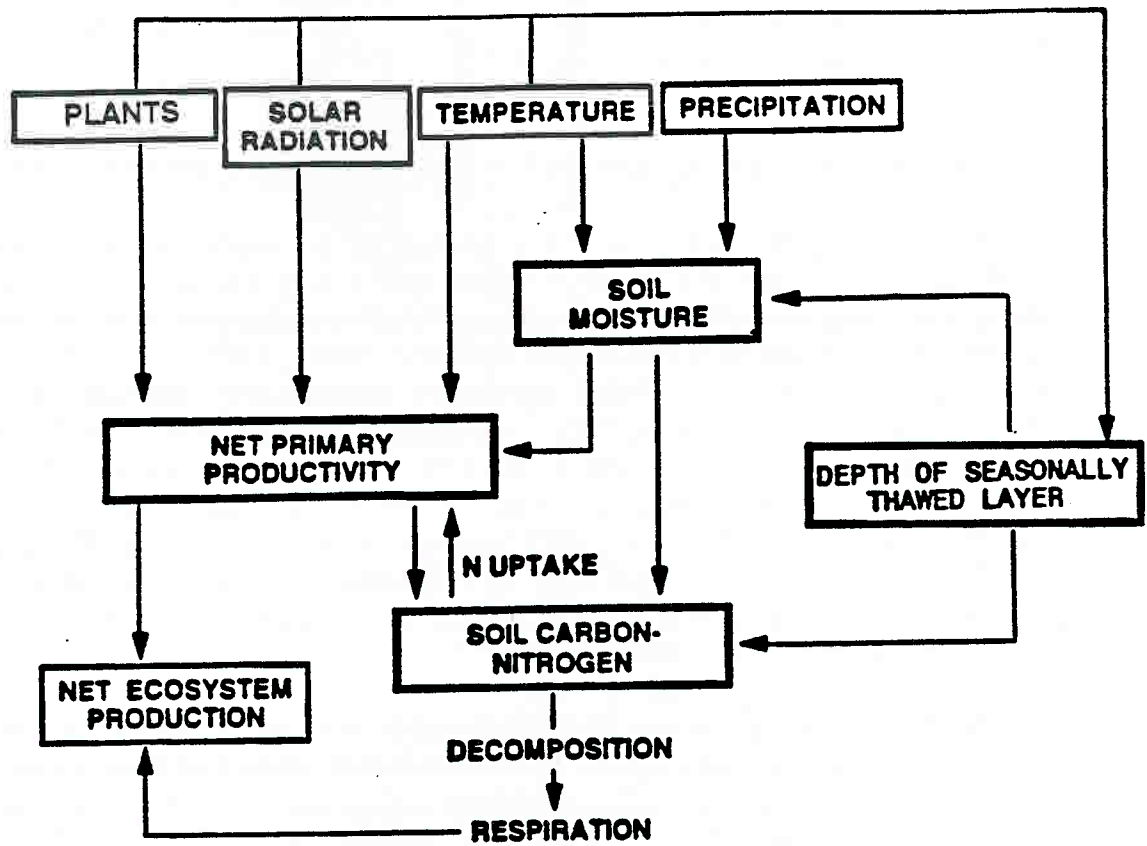 PLANTS
SOLAR
RADIATION
TEMPERATURE
PRECIPITATION
SOIL
MOISTURE
NET PRIMARY
PRODUCTIVITY
DEPTH OF SEASONALLY
THAWED LAYER
N UPTAKE
SOIL CARBON-
NITROGEN
NET ECOSYSTEM
PRODUCTION
DECOMPOSITION
RESPIRATION